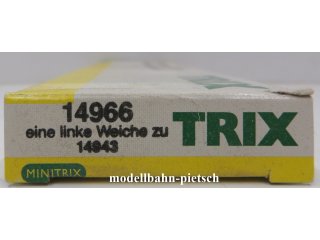 14966
eine linke Weiche zu
14943
TRIX
MINITRIX
modellbahn-pietsch